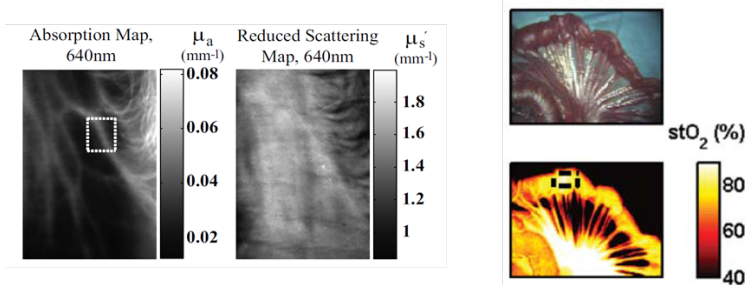 Absorption Map,
640nm
μa
(mm-1)
0.08
0.06
0.04
0.02
Reduced Scattering
Map, 640nm
μs′
(mm-1)
1.8
1.6
1.4
1.2
1
stO2 (%)
80
60
40